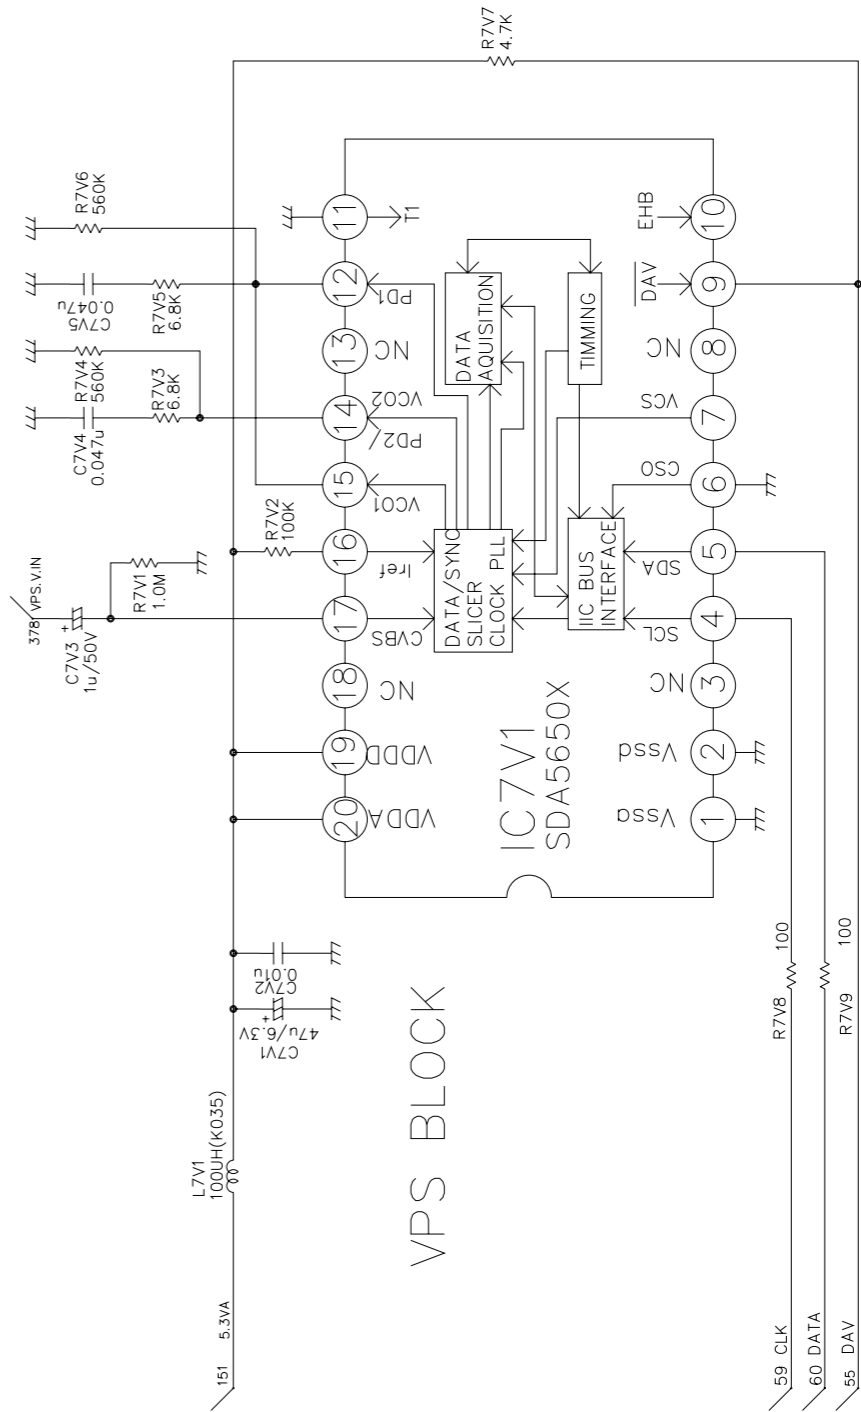 R7V7
4.7K
R7V6
560K
C7V5
0.047u
R7V5
6.8K
R7V4
560K
C7V4
0.047u
R7V3
6.8K
R7V2
100K
R7V1
1.0M
378 VPS.V.IN
C7V3
+
1u/50V
11
12
13
14
15
16
17
18
19
20
T1
PD1
NC
PD2/
VCO2
VCO1
Iref
CVBS
NC
VDDD
VDDA
DATA
AQUISITION
TIMMING
DATA/SYNC
SLICER
CLOCK PLL
IIC BUS
INTERFACE
IC7V1
SDA5650X
EHB
DAV
NC
VCS
CSO
SDA
SCL
NC
Vssd
Vssa
10
9
8
7
6
5
4
3
2
1
C7V2
0.01u
C7V1
+
47u/6.3V
L7V1
100UH(K035)
VPS BLOCK
151 5.3VA
R7V8 100
R7V9 100
59 CLK
60 DATA
55 DAV